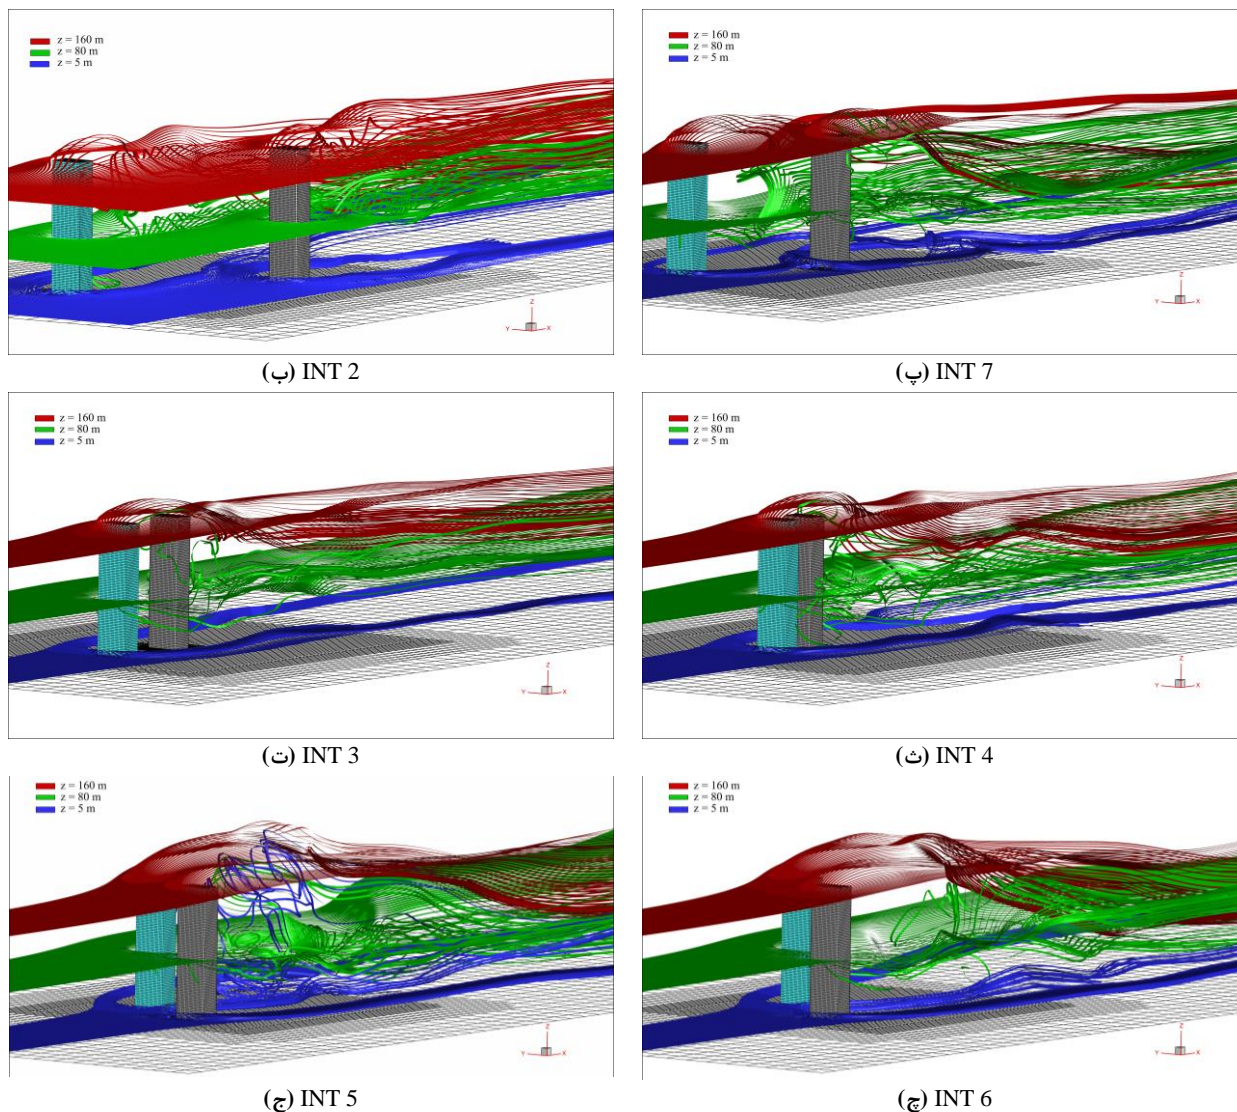 z = 160 m
z = 80 m
z = 5 m
Z
Y X
(ب) INT 2
z = 160 m
z = 80 m
z = 5 m
Z
Y X
(پ) INT 7
z = 160 m
z = 80 m
z = 5 m
Z
Y X
(ت) INT 3
z = 160 m
z = 80 m
z = 5 m
Z
Y X
(ث) INT 4
z = 160 m
z = 80 m
z = 5 m
Z
Y X
(ج) INT 5
z = 160 m
z = 80 m
z = 5 m
Z
Y X
(چ) INT 6